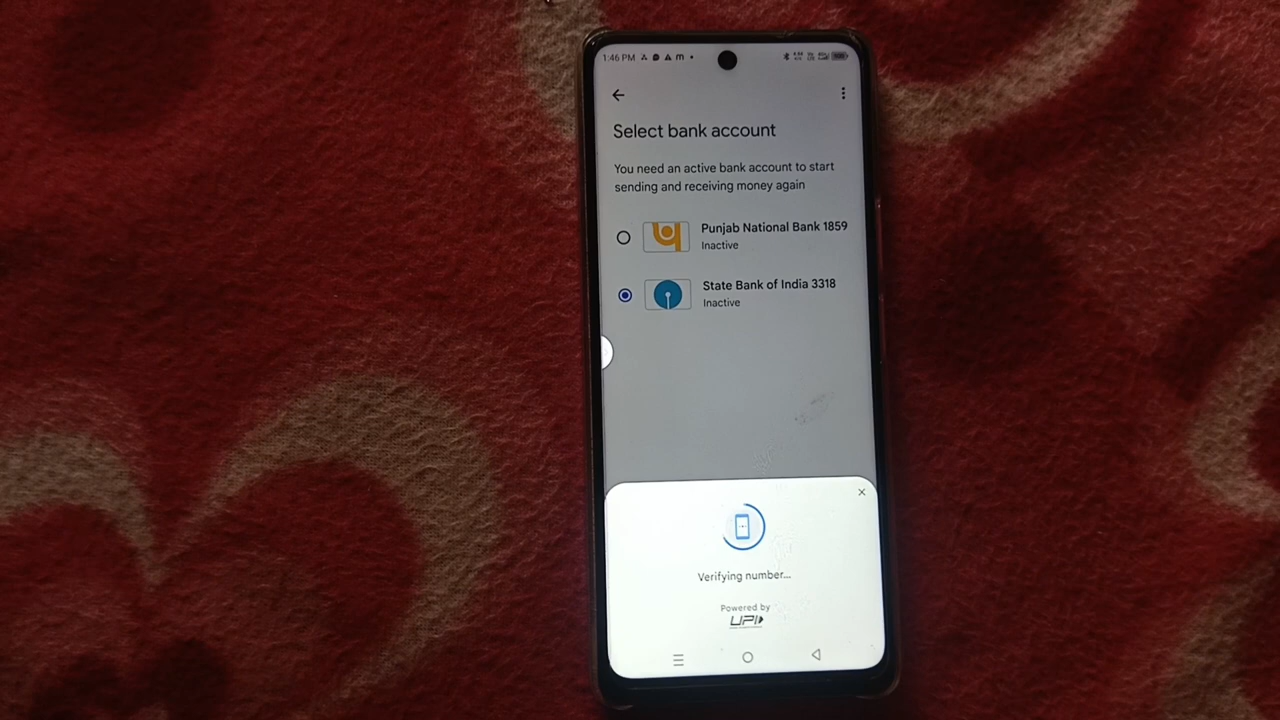 1:46 PM
Select bank account
You need an active bank account to start
sending and receiving money again
Punjab National Bank 1859
Inactive
State Bank of India 3318
Inactive
Verifying number...
Powered by
UPI